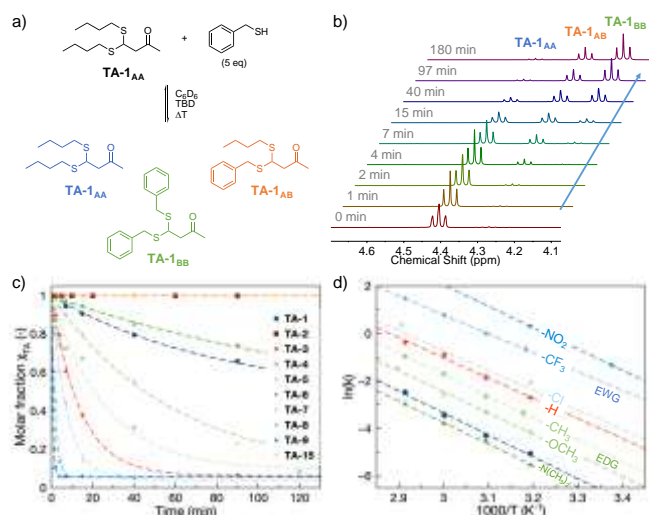 a)
TA-1AA
+
SH
(5 eq)
C6D6
TBD
ΔT
TA-1AA
TA-1AB
TA-1BB
b)
TA-1AA
TA-1AB
TA-1BB
180 min
97 min
40 min
15 min
7 min
4 min
2 min
1 min
0 min
4.6 4.5 4.4 4.3 4.2 4.1
Chemical Shift (ppm)
c)
Molar fraction χTA (-)
1
0.8
0.6
0.4
0.2
0
0 20 40 60 80 100 120
Time (min)
TA-1
TA-2
TA-3
TA-4
TA-5
TA-6
TA-7
TA-8
TA-9
TA-15
d)
ln(k)
2
0
-2
-4
-6
2.9 3 3.1 3.2 3.3 3.4
1000/T (K-1)
-NO2
-CF3
EWG
-Cl
-H
-CH3
-OCH3
EDG